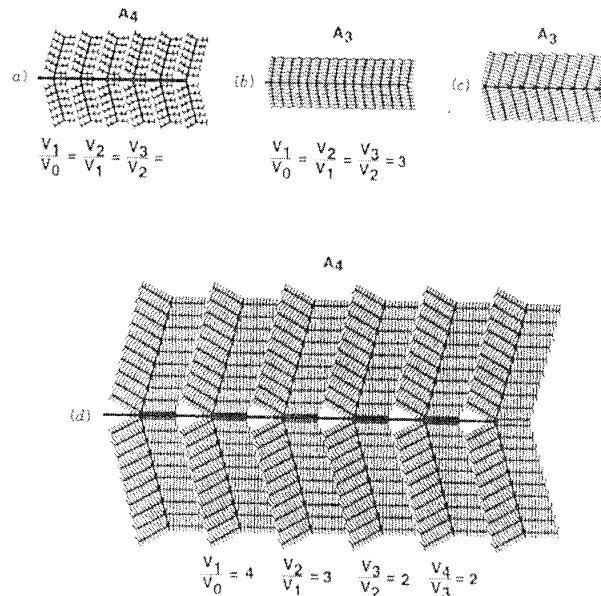 A4
a)
V1/V0 = V2/V1 = V3/V2 =
A3
(b)
V1/V0 = V2/V1 = V3/V2 = 3
A3
(c)
A4
(d)
V1/V0 = 4 V2/V1 = 3 V3/V2 = 2 V4/V3 = 2